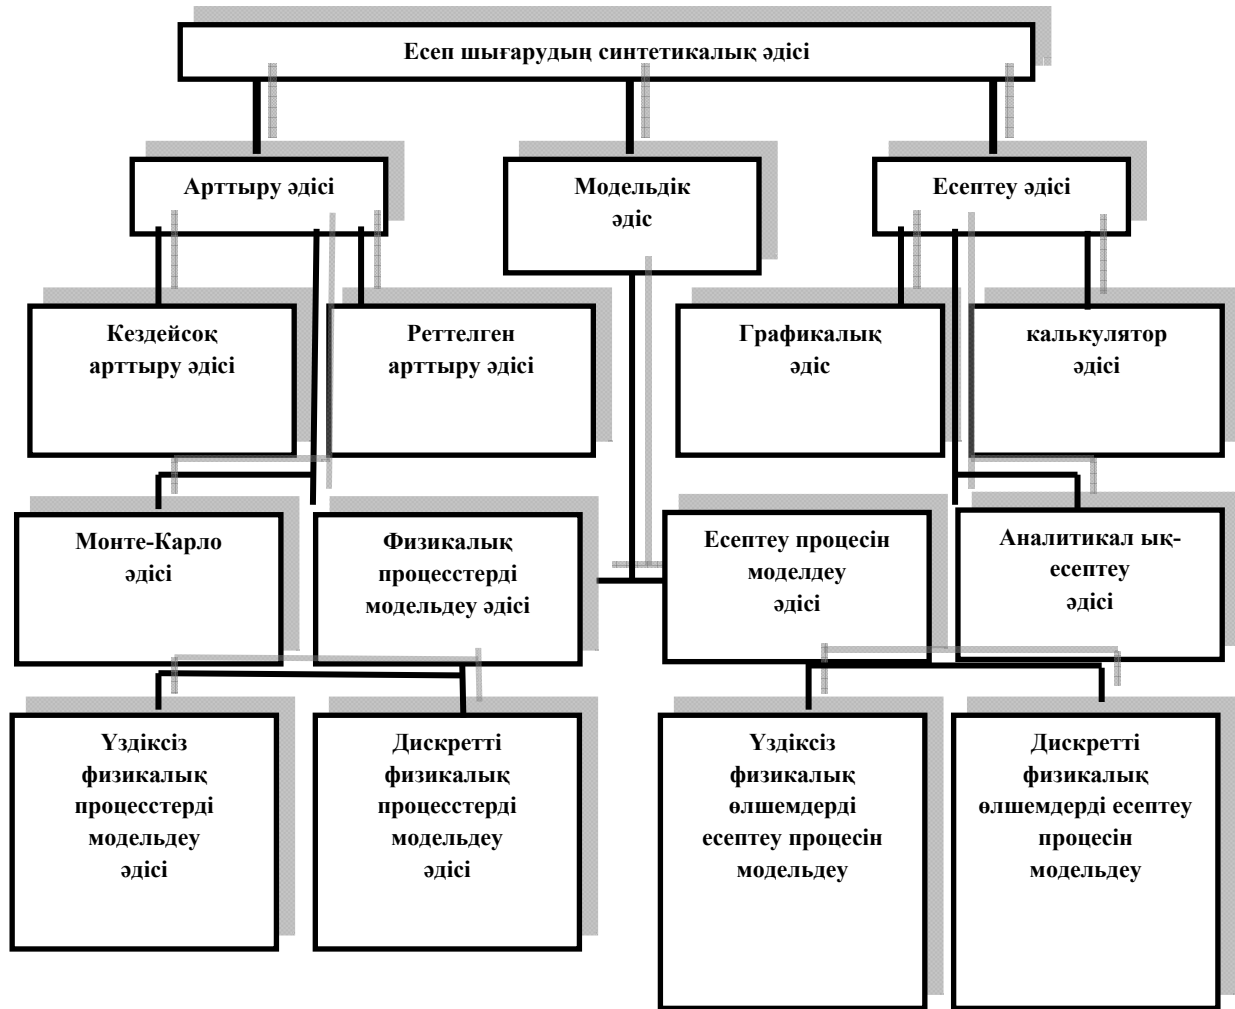 Есеп шығарудың синтетикалық әдісі
Арттыру әдісі
Модельдік
әдіс
Есептеу әдісі
Кездейсоқ
арттыру әдісі
Реттелген
арттыру әдісі
Графикалық
әдіс
калькулятор
әдісі
Монте-Карло
әдісі
Физикалық
процесстерді
модельдеу әдісі
Есептеу процесін
моделдеу
әдісі
Аналитикал ық-
есептеу
әдісі
Үздіксіз
физикалық
процесстерді
модельдеу
әдісі
Дискретті
физикалық
процесстерді
модельдеу
әдісі
Үздіксіз
физикалық
өлшемдерді
есептеу процесін
модельдеу
Дискретті
физикалық
өлшемдерді есептеу
процесін
модельдеу